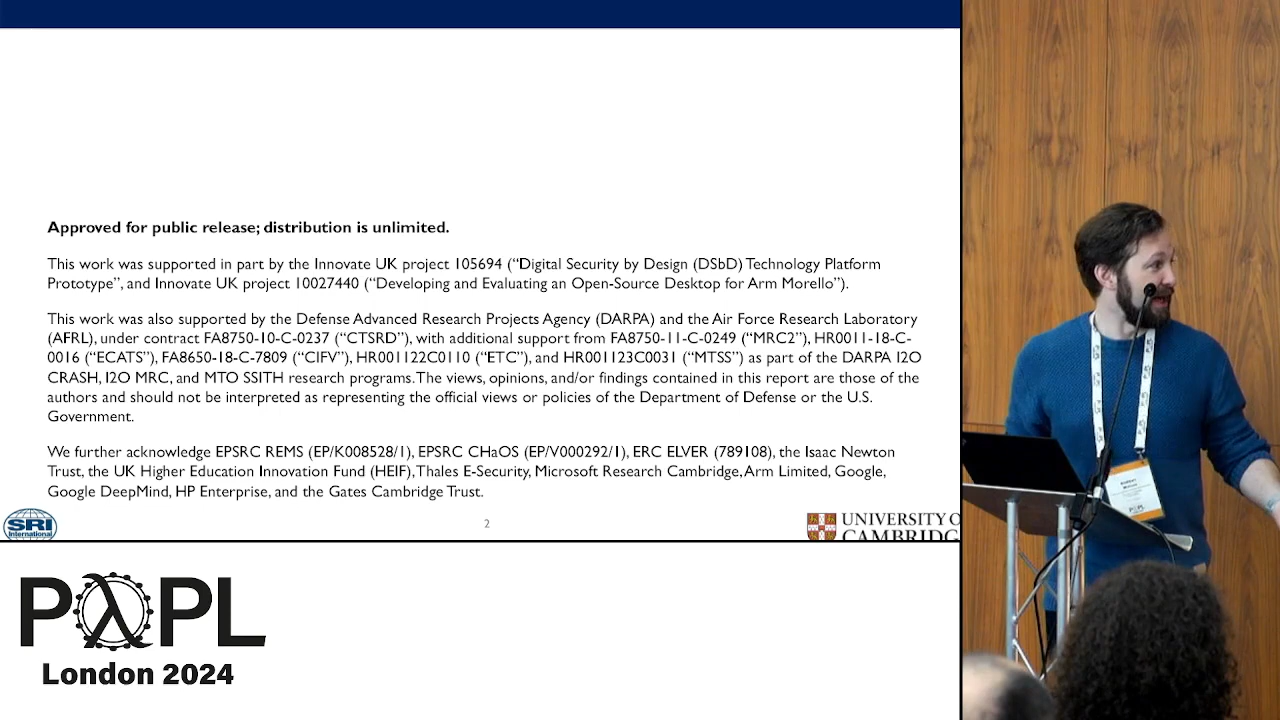 Approved for public release; distribution is unlimited.
This work was supported in part by the Innovate UK project 105694 (“Digital Security by Design (DSbD) Technology Platform
Prototype”, and Innovate UK project 10027440 (“Developing and Evaluating an Open-Source Desktop for Arm Morello”).
This work was also supported by the Defense Advanced Research Projects Agency (DARPA) and the Air Force Research Laboratory
(AFRL), under contract FA8750-10-C-0237 (“CTSRD”), with additional support from FA8750-11-C-0249 (“MRC2”), HR0011-18-C-
0016 (“ECATS”), FA8650-18-C-7809 (“CIFV”), HR001122C0110 (“ETC”), and HR001123C0031 (“MTSS”) as part of the DARPA I2O
CRASH, I2O MRC, and MTO SSITH research programs. The views, opinions, and/or findings contained in this report are those of the
authors and should not be interpreted as representing the official views or policies of the Department of Defense or the U.S.
Government.
We further acknowledge EPSRC REMS (EP/K008528/1), EPSRC CHaOS (EP/V000292/1), ERC ELVER (789108), the Isaac Newton
Trust, the UK Higher Education Innovation Fund (HEIF), Thales E-Security, Microsoft Research Cambridge, Arm Limited, Google,
Google DeepMind, HP Enterprise, and the Gates Cambridge Trust.
SRI
International
2
UNIVERSITY O
CAMBRIDGE
PλPL
London 2024